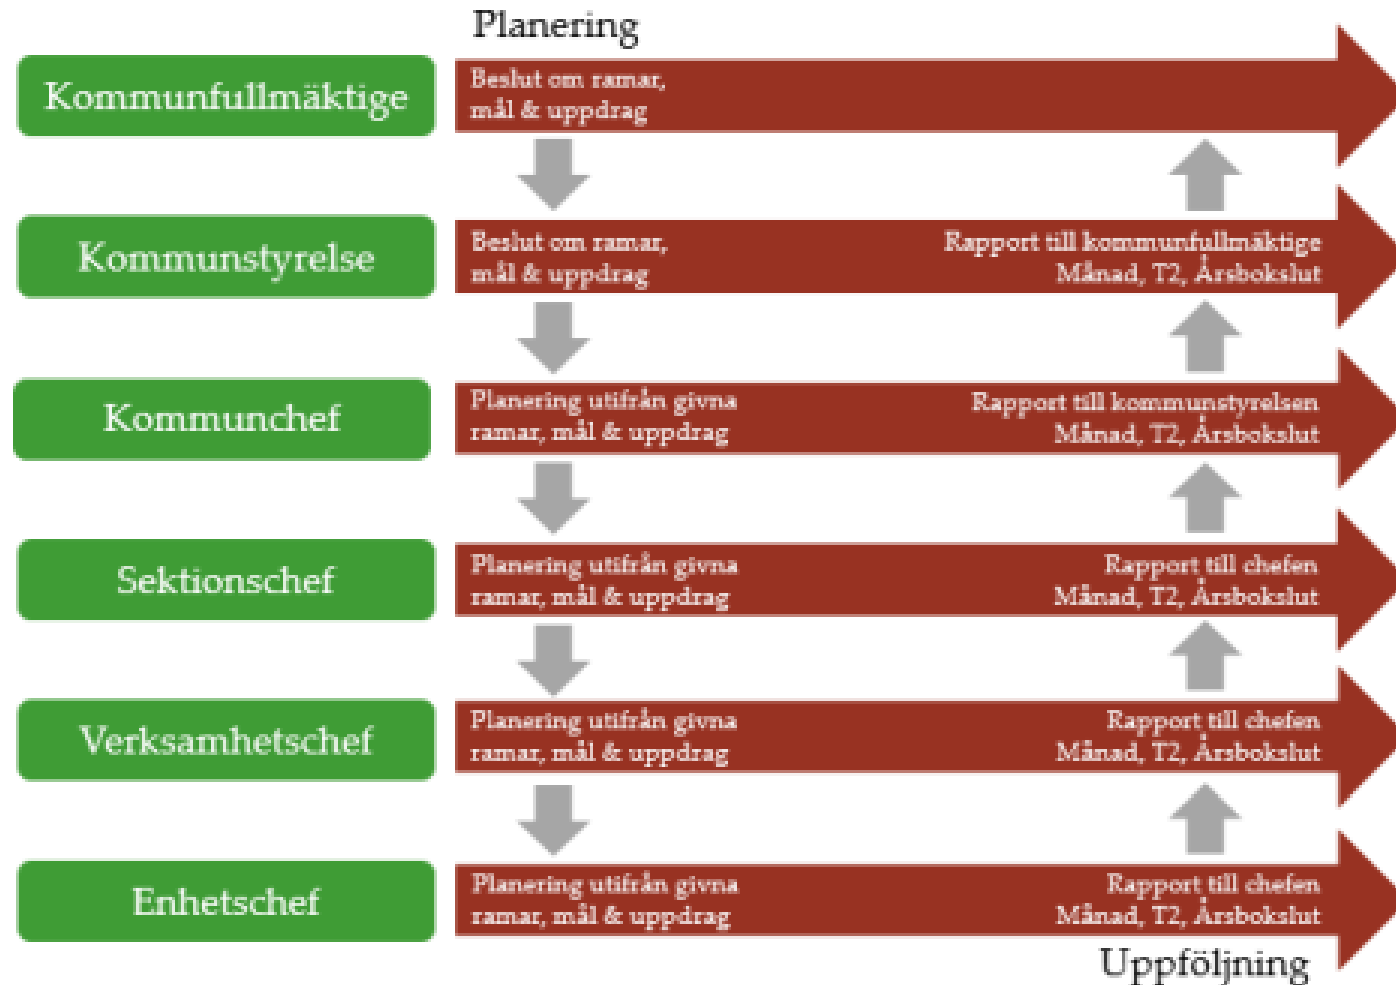 Planering
Kommunfullmäktige
Beslut om ramar,
mål & uppdrag
Kommunstyrelse
Beslut om ramar,
mål & uppdrag
Rapport till kommunfullmäktige
Månad, T2, Årsbokslut
Kommunchef
Planering utifrån givna
ramar, mål & uppdrag
Rapport till kommunstyrelsen
Månad, T2, Årsbokslut
Sektionschef
Planering utifrån givna
ramar, mål & uppdrag
Rapport till chefen
Månad, T2, Årsbokslut
Verksamhetschef
Planering utifrån givna
ramar, mål & uppdrag
Rapport till chefen
Månad, T2, Årsbokslut
Enhetschef
Planering utifrån givna
ramar, mål & uppdrag
Rapport till chefen
Månad, T2, Årsbokslut
Uppföljning